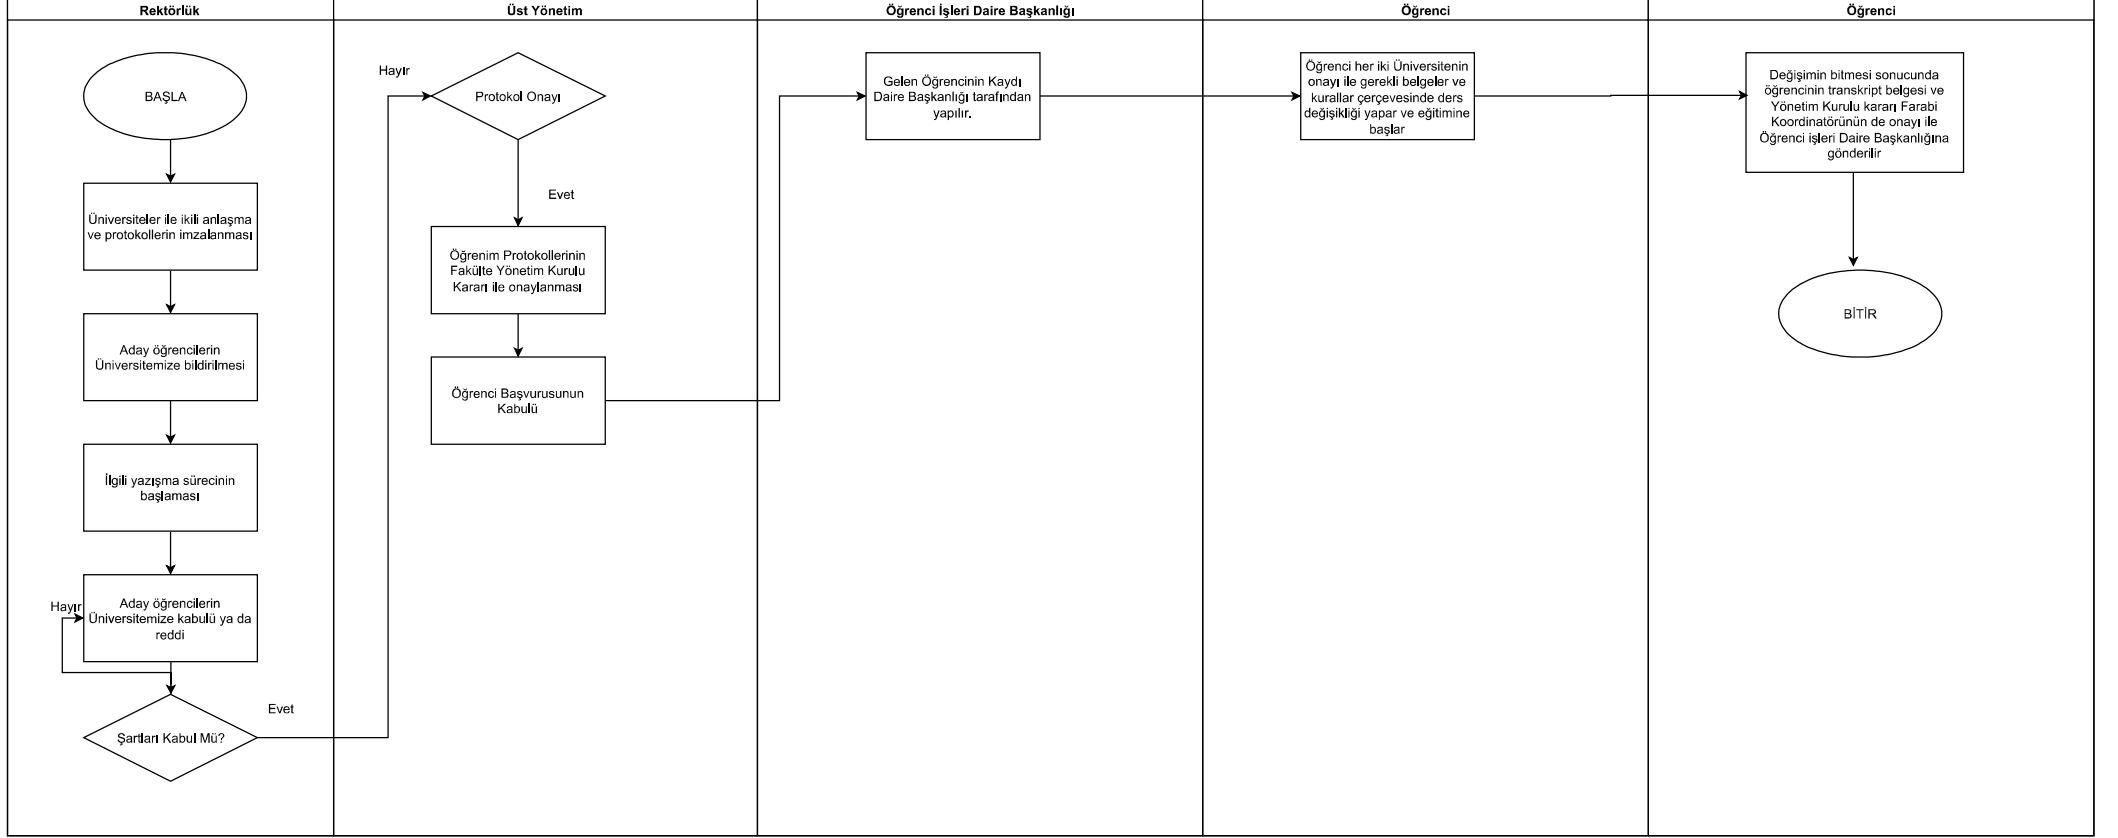 Rektörlük
Üst Yönetim
Öğrenci İşleri Daire Başkanlığı
Öğrenci
Öğrenci
BAŞLA
Üniversiteler ile ikili anlaşma
ve protokollerin imzalanması
Aday öğrencilerin
Üniversitemize bildirilmesi
İlgili yazışma sürecinin
başlaması
Hayır
Aday öğrencilerin
Üniversitemize kabulü ya da
reddi
Şartları Kabul Mü?
Evet
Hayır
Protokol Onayı
Evet
Öğrenim Protokollerinin
Fakülte Yönetim Kurulu
Kararı ile onaylanması
Öğrenci Başvurusunun
Kabulü
Gelen Öğrencinin Kaydı
Daire Başkanlığı tarafından
yapılır.
Öğrenci her iki Üniversitenin
onayı ile gerekli belgeler ve
kurallar çerçevesinde ders
değişikliği yapar ve eğitimine
başlar
Değişimin bitmesi sonucunda
öğrencinin transkript belgesi ve
Yönetim Kurulu kararı Farabi
Koordinatörünün de onayı ile
Öğrenci işleri Daire Başkanlığına
gönderilir
BİTİR